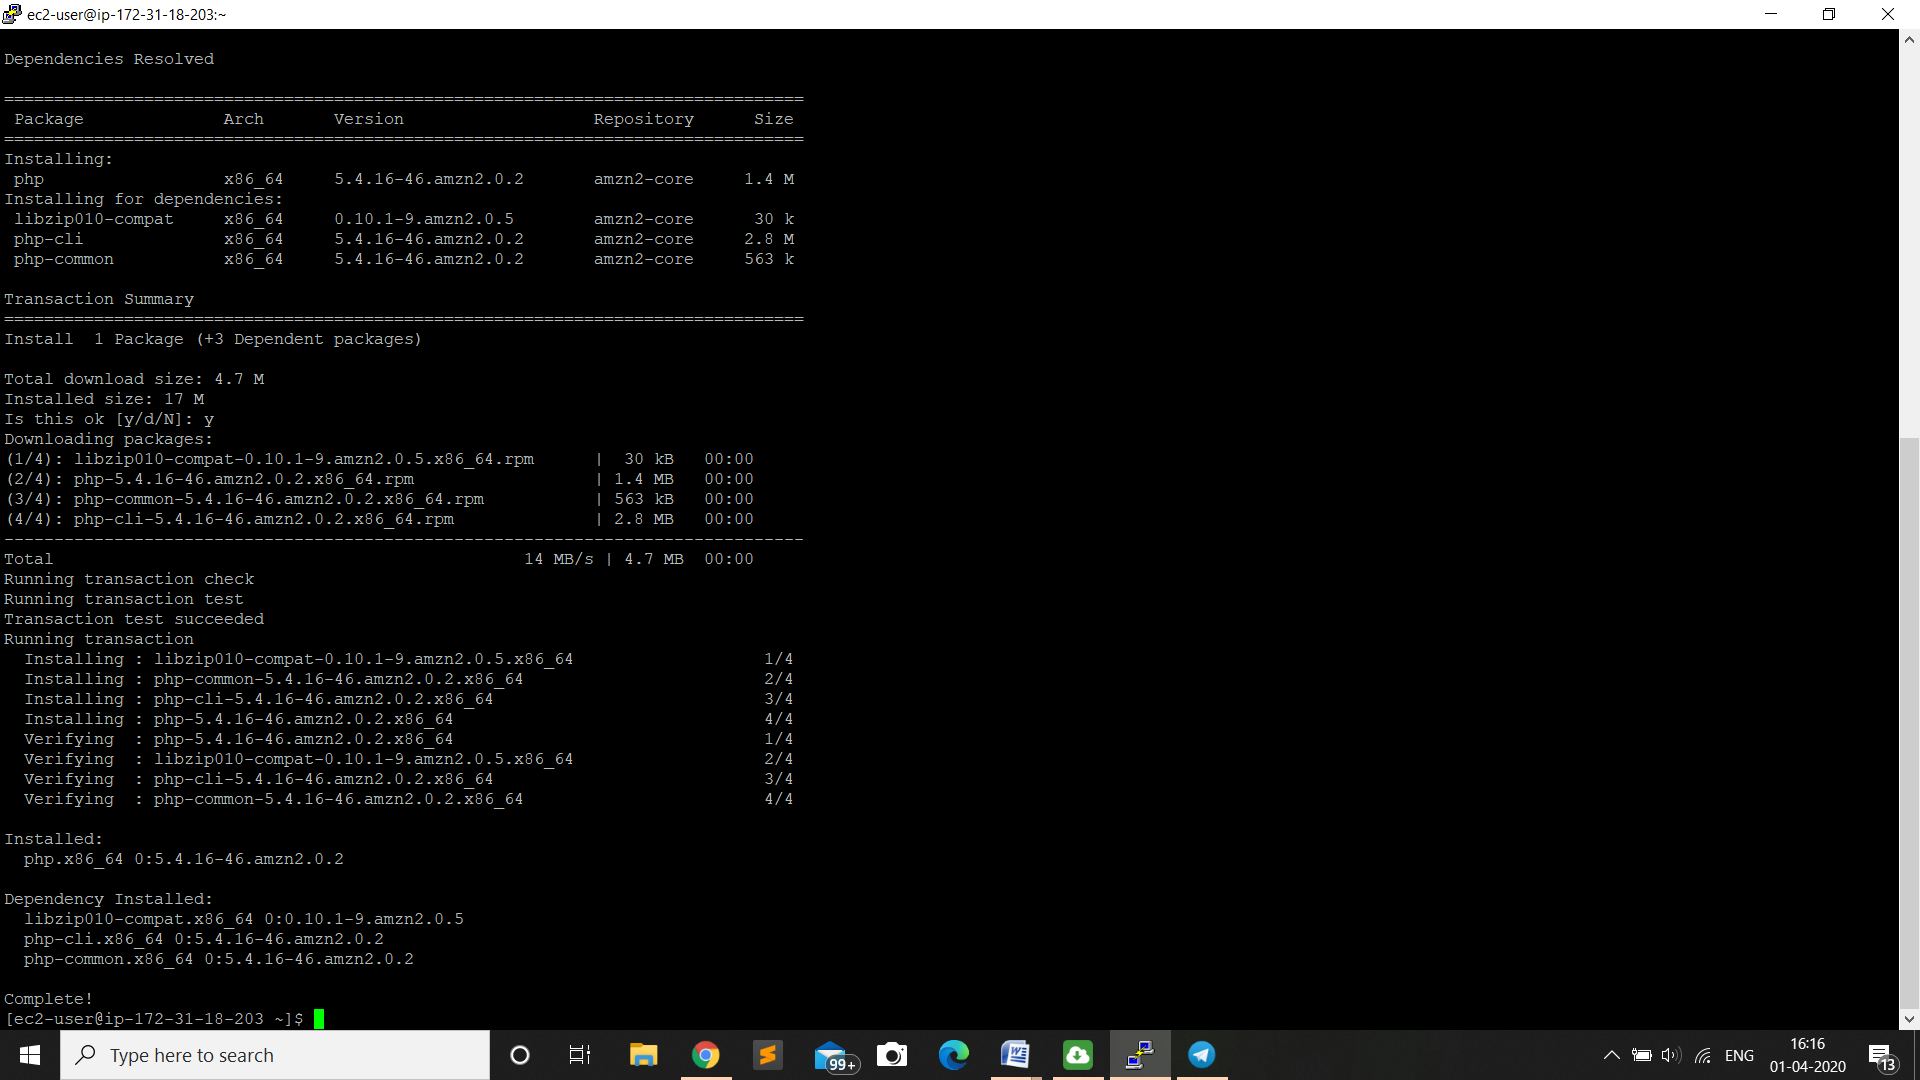 ec2-user@ip-172-31-18-203:~
Dependencies Resolved
================================================================================
Package Arch Version Repository Size
================================================================================
Installing:
php x86_64 5.4.16-46.amzn2.0.2 amzn2-core 1.4 M
Installing for dependencies:
libzip010-compat x86_64 0.10.1-9.amzn2.0.5 amzn2-core 30 k
php-cli x86_64 5.4.16-46.amzn2.0.2 amzn2-core 2.8 M
php-common x86_64 5.4.16-46.amzn2.0.2 amzn2-core 563 k
Transaction Summary
================================================================================
Install 1 Package (+3 Dependent packages)
Total download size: 4.7 M
Installed size: 17 M
Is this ok [y/d/N]: y
Downloading packages:
(1/4): libzip010-compat-0.10.1-9.amzn2.0.5.x86_64.rpm | 30 kB 00:00
(2/4): php-5.4.16-46.amzn2.0.2.x86_64.rpm | 1.4 MB 00:00
(3/4): php-common-5.4.16-46.amzn2.0.2.x86_64.rpm | 563 kB 00:00
(4/4): php-cli-5.4.16-46.amzn2.0.2.x86_64.rpm | 2.8 MB 00:00
--------------------------------------------------------------------------------
Total 14 MB/s | 4.7 MB 00:00
Running transaction check
Running transaction test
Transaction test succeeded
Running transaction
Installing : libzip010-compat-0.10.1-9.amzn2.0.5.x86_64 1/4
Installing : php-common-5.4.16-46.amzn2.0.2.x86_64 2/4
Installing : php-cli-5.4.16-46.amzn2.0.2.x86_64 3/4
Installing : php-5.4.16-46.amzn2.0.2.x86_64 4/4
Verifying : php-5.4.16-46.amzn2.0.2.x86_64 1/4
Verifying : libzip010-compat-0.10.1-9.amzn2.0.5.x86_64 2/4
Verifying : php-cli-5.4.16-46.amzn2.0.2.x86_64 3/4
Verifying : php-common-5.4.16-46.amzn2.0.2.x86_64 4/4
Installed:
php.x86_64 0:5.4.16-46.amzn2.0.2
Dependency Installed:
libzip010-compat.x86_64 0:0.10.1-9.amzn2.0.5
php-cli.x86_64 0:5.4.16-46.amzn2.0.2
php-common.x86_64 0:5.4.16-46.amzn2.0.2
Complete!
[ec2-user@ip-172-31-18-203 ~]$
Type here to search
99+
ENG
16:16
01-04-2020
13